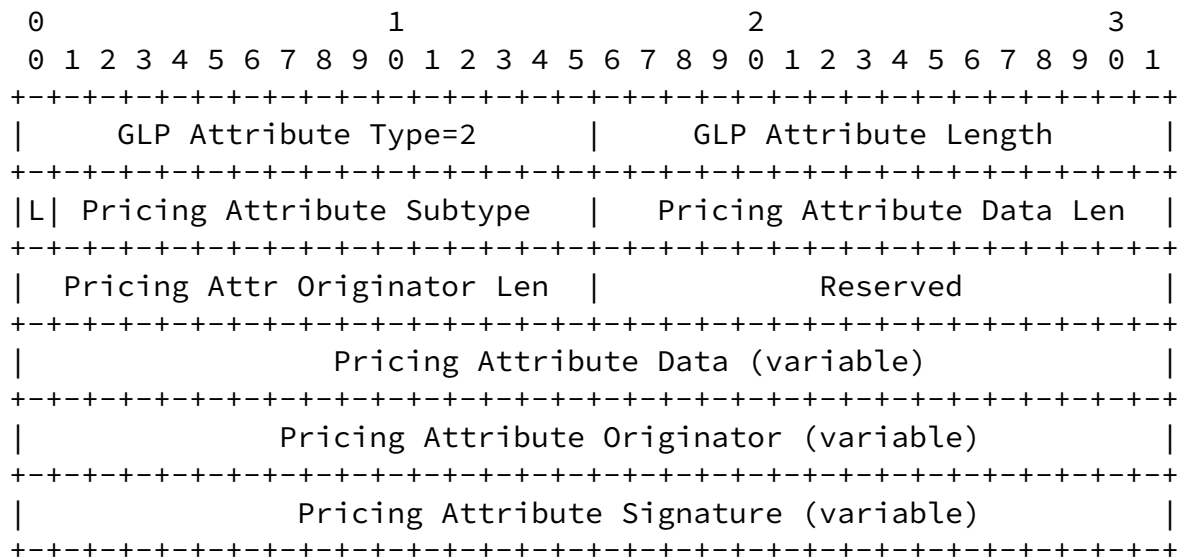 0                   1                   2                   3
 0 1 2 3 4 5 6 7 8 9 0 1 2 3 4 5 6 7 8 9 0 1 2 3 4 5 6 7 8 9 0 1
+-+-+-+-+-+-+-+-+-+-+-+-+-+-+-+-+-+-+-+-+-+-+-+-+-+-+-+-+-+-+-+-+
|     GLP Attribute Type=2      |     GLP Attribute Length      |
+-+-+-+-+-+-+-+-+-+-+-+-+-+-+-+-+-+-+-+-+-+-+-+-+-+-+-+-+-+-+-+-+
|L| Pricing Attribute Subtype   |   Pricing Attribute Data Len  |
+-+-+-+-+-+-+-+-+-+-+-+-+-+-+-+-+-+-+-+-+-+-+-+-+-+-+-+-+-+-+-+-+
|  Pricing Attr Originator Len  |            Reserved           |
+-+-+-+-+-+-+-+-+-+-+-+-+-+-+-+-+-+-+-+-+-+-+-+-+-+-+-+-+-+-+-+-+
|                 Pricing Attribute Data (variable)             |
+-+-+-+-+-+-+-+-+-+-+-+-+-+-+-+-+-+-+-+-+-+-+-+-+-+-+-+-+-+-+-+-+
|              Pricing Attribute Originator (variable)          |
+-+-+-+-+-+-+-+-+-+-+-+-+-+-+-+-+-+-+-+-+-+-+-+-+-+-+-+-+-+-+-+-+
|               Pricing Attribute Signature (variable)          |
+-+-+-+-+-+-+-+-+-+-+-+-+-+-+-+-+-+-+-+-+-+-+-+-+-+-+-+-+-+-+-+-+